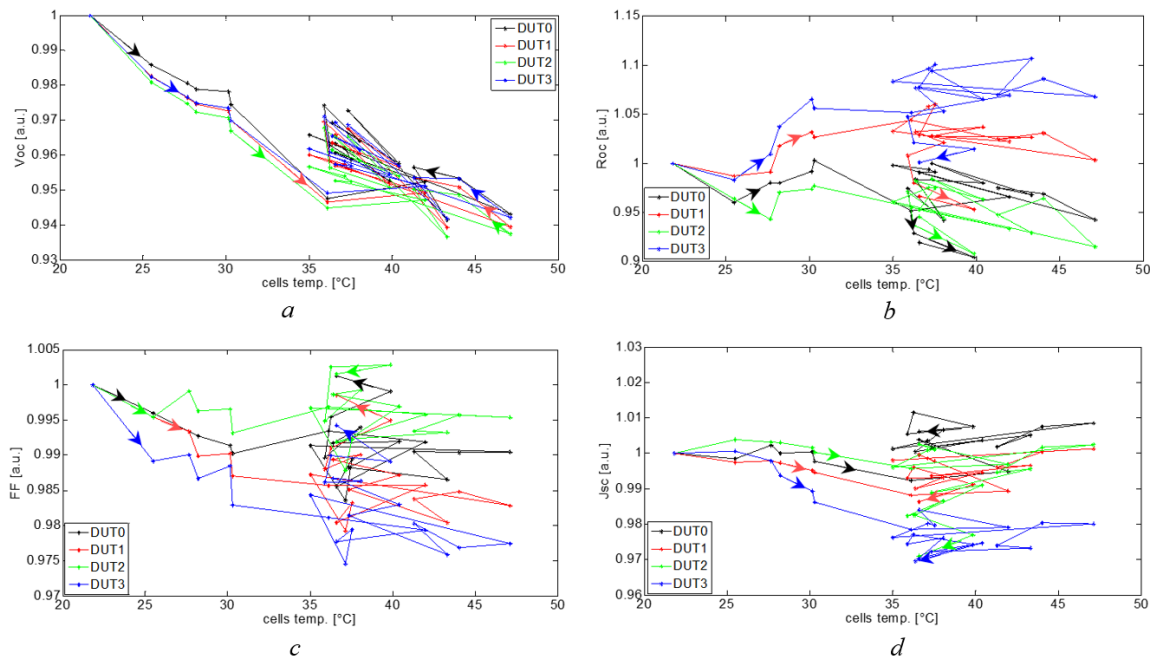 1
0.99
0.98
0.97
0.96
0.95
0.94
0.93
Voc [a.u.]
20 25 30 35 40 45 50
cells temp. [°C]
DUT0
DUT1
DUT2
DUT3
a
1.15
1.1
1.05
1
0.95
0.9
Roc [a.u.]
20 25 30 35 40 45 50
cells temp. [°C]
DUT0
DUT1
DUT2
DUT3
b
1.005
1
0.995
0.99
0.985
0.98
0.975
0.97
FF [a.u.]
20 25 30 35 40 45 50
cells temp. [°C]
DUT0
DUT1
DUT2
DUT3
c
1.03
1.02
1.01
1
0.99
0.98
0.97
0.96
Jsc [a.u.]
20 25 30 35 40 45 50
cells temp. [°C]
DUT0
DUT1
DUT2
DUT3
d